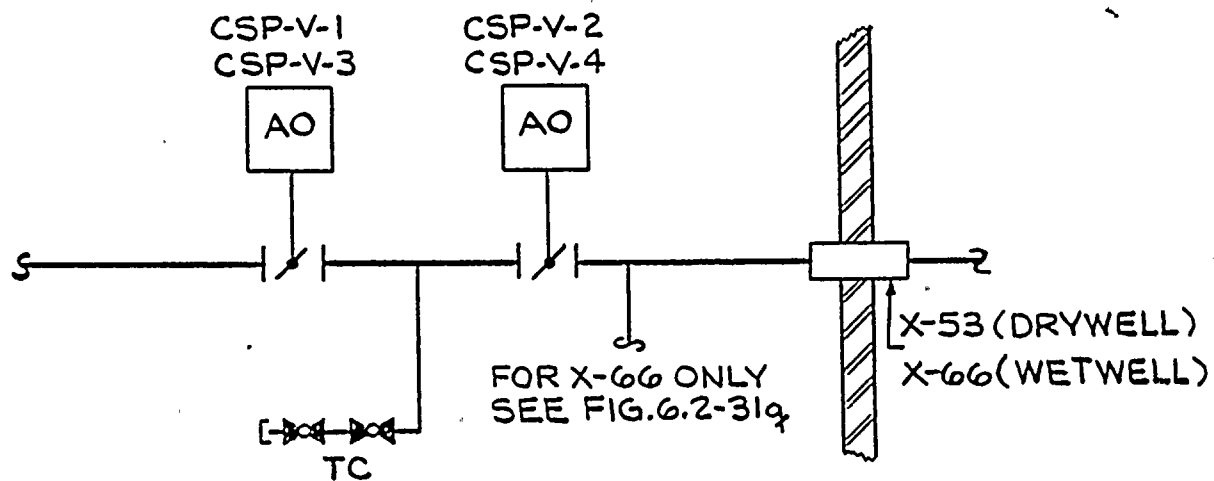 CSP-V-1
CSP-V-3
CSP-V-2
CSP-V-4
AO
AO
X-53 (DRYWELL)
X-66 (WETWELL)
FOR X-66 ONLY
SEE FIG.6.2-31q
TC